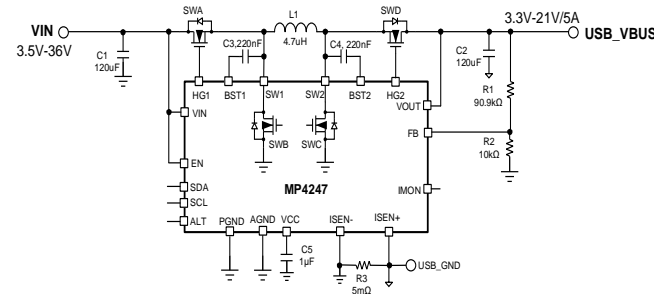 SWA
L1
SWD
3.3V-21V/5A
VIN
USB_VBUS
3.5V-36V
C3,220nF
4.7uH
C4, 220nF
C1
120uF
C2
120uF
R1
90.9kΩ
HG1
BST1
SW1
SW2
BST2
HG2
VOUT
VIN
FB
SWB
SWC
R2
10kΩ
EN
MP4247
SDA
SCL
IMON
ALT
PGND
AGND
VCC
ISEN-
ISEN+
C5
1µF
USB_GND
R3
5mΩ